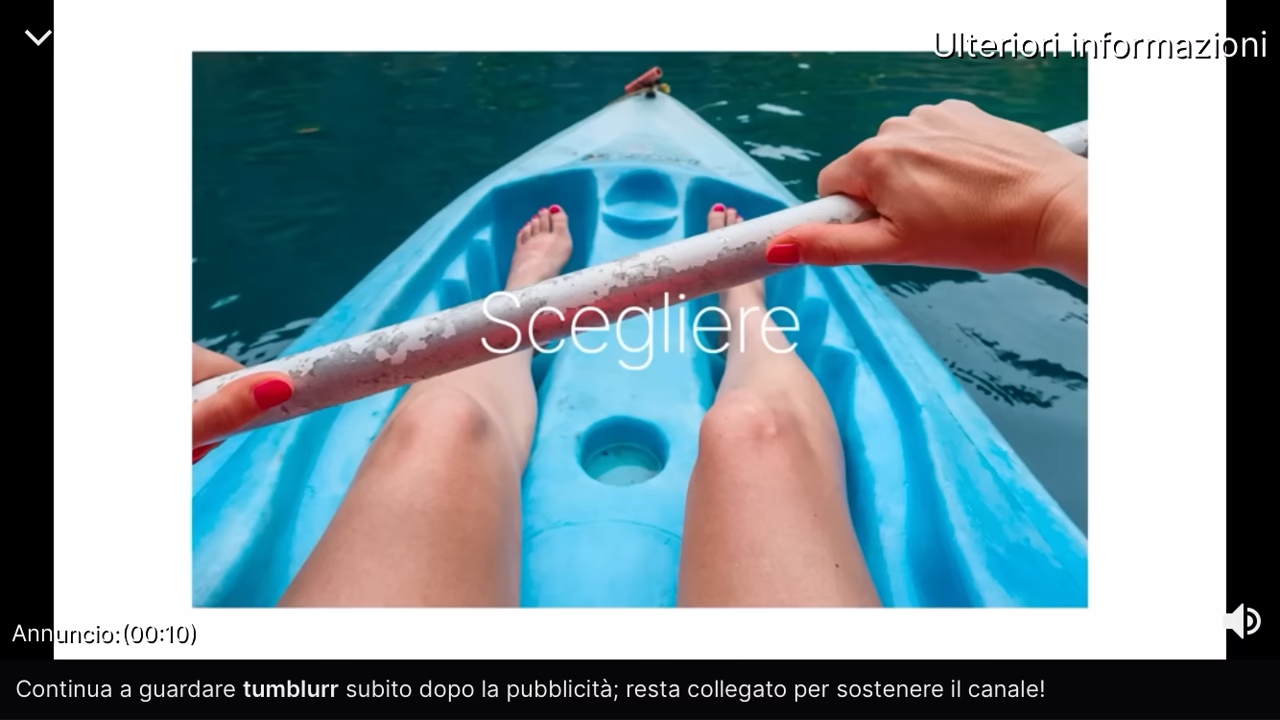 Ulteriori informazioni
Scegliere
Annuncio:(00:10)
Continua a guardare tumblurr subito dopo la pubblicità; resta collegato per sostenere il canale!